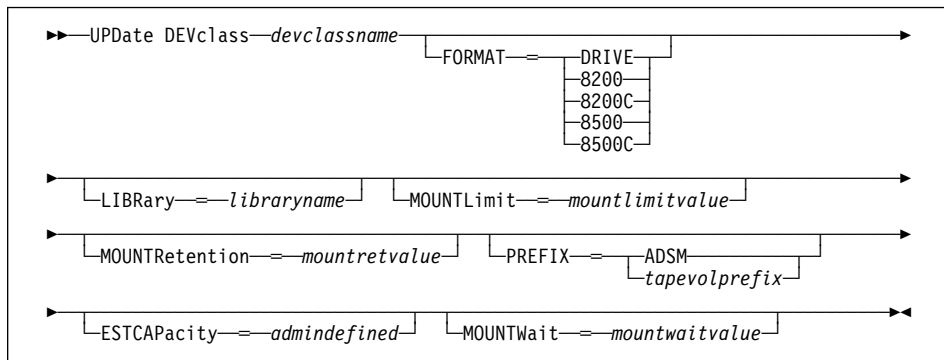 UPDate DEVclass devclassname
FORMAT = DRIVE
8200
8200C
8500
8500C
LIBRary = libraryname MOUNTLimit = mountlimitvalue
MOUNTRetention = mountretvalue PREFIX = ADSM
tapevolprefix
ESTCAPacity = admindefined MOUNTWait = mountwaitvalue